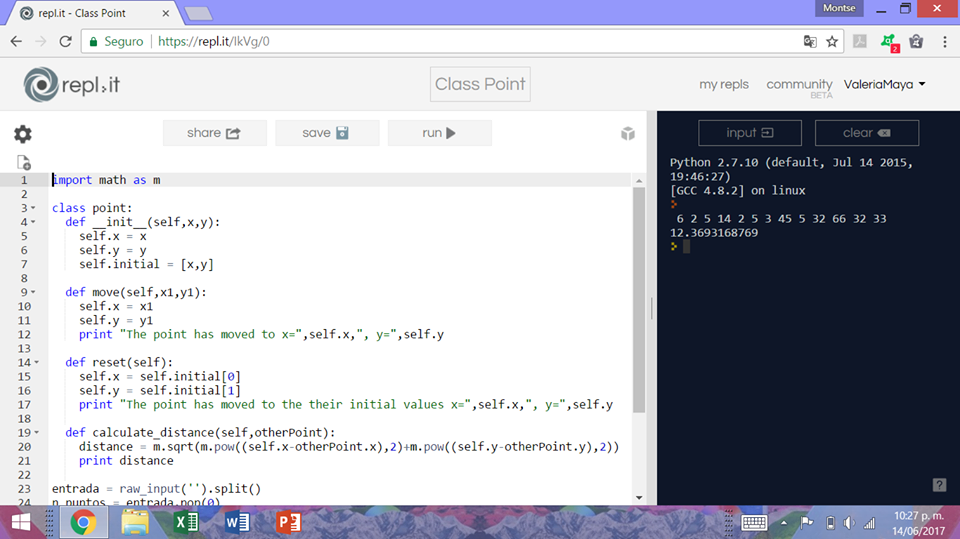 Montse
repl.it - Class Point
Seguro https://repl.it/IkVg/0
2
repl.it
Class Point
my repls
community
BETA
ValeriaMaya
share
save
run
input
clear
1 import math as m
2
3 class point:
4 def __init__(self,x,y):
5 self.x = x
6 self.y = y
7 self.initial = [x,y]
8
9 def move(self,x1,y1):
10 self.x = x1
11 self.y = y1
12 print "The point has moved to x=",self.x,", y=",self.y
13
14 def reset(self):
15 self.x = self.initial[0]
16 self.y = self.initial[1]
17 print "The point has moved to the their initial values x=",self.x,", y=",self.y
18
19 def calculate_distance(self,otherPoint):
20 distance = m.sqrt(m.pow((self.x-otherPoint.x),2)+m.pow((self.y-otherPoint.y),2))
21 print distance
22
23 entrada = raw_input('').split()
24 n_puntos = entrada.pop(0)
Python 2.7.10 (default, Jul 14 2015,
19:46:27)
[GCC 4.8.2] on linux
6 2 5 14 2 5 3 45 5 32 66 32 33
12.3693168769
?
10:27 p. m.
14/06/2017